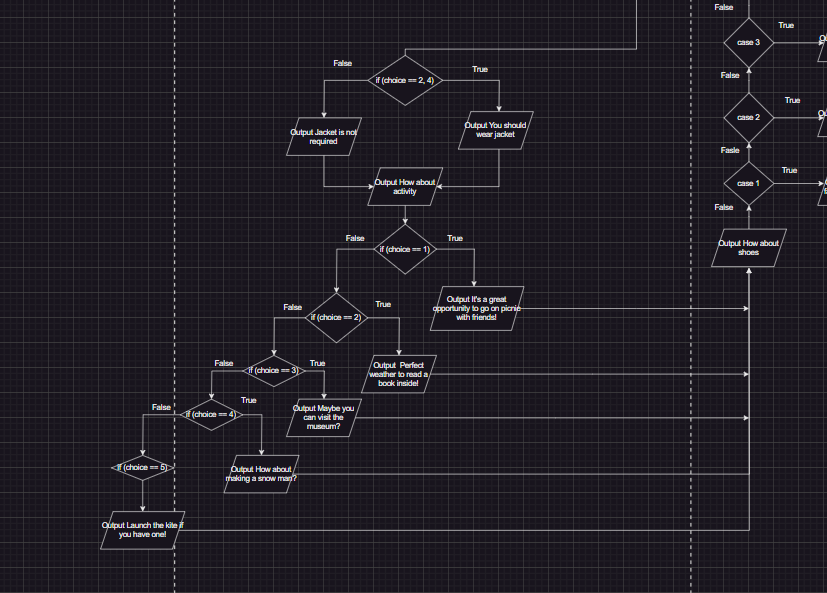 False
True
case 3
False
True
if (choice == 2, 4)
False
True
case 2
Output Jacket is not
required
Output You should
wear jacket
Fasle
True
case 1
Output How about
activity
False
False
True
if (choice == 1)
Output How about
shoes
False
True
if (choice == 2)
Output It's a great
opportunity to go on picnic
with friends!
False
True
if (choice == 3)
Output Perfect
weather to read a
book inside!
False
True
if (choice == 4)
Output Maybe you
can visit the
museum?
if (choice == 5)
Output How about
making a snow man?
Output Launch the kite if
you have one!